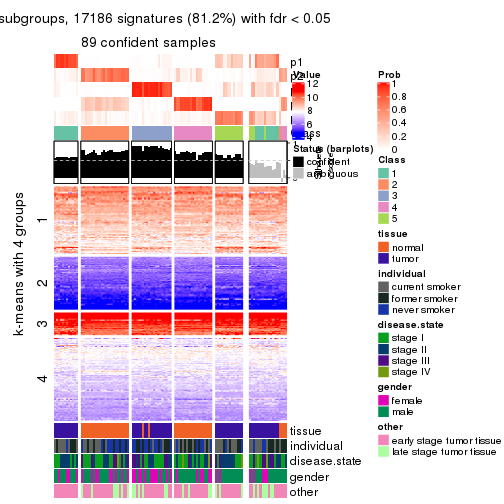 subgroups, 17186 signatures (81.2%) with fdr < 0.05
89 confident samples
p1
Value
12
10
8
6
4
Prob
1
0.8
0.6
0.4
0.2
0
Status (barplots)
confident
ambiguous
Class
1
2
3
4
5
tissue
normal
tumor
individual
current smoker
former smoker
never smoker
disease.state
stage I
stage II
stage III
stage IV
gender
female
male
other
early stage tumor tissue
late stage tumor tissue
k-means with 4 groups
1
2
3
4
tissue
individual
disease.state
gender
other